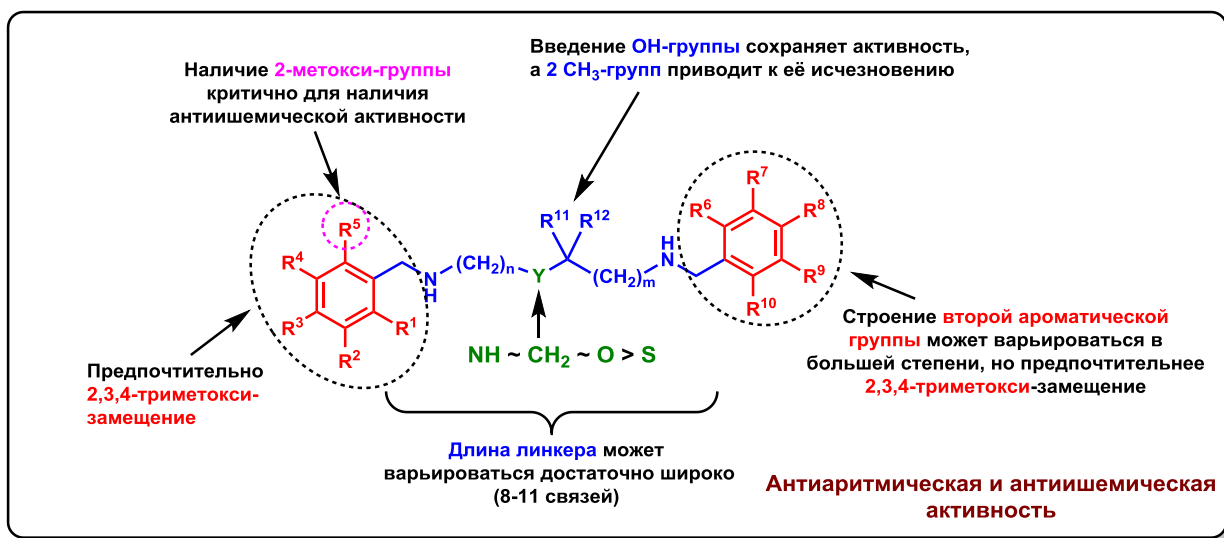 Введение ОН-группы сохраняет активность,
а 2 СН₃-групп приводит к её исчезновению
Наличие 2-метокси-группы
критично для наличия
антиишемической активности
R⁵
R⁴
R³
R²
R¹
N
H
(CH₂)ₙ
Y
R¹¹
R¹²
(CH₂)ₘ
H
N
R⁶
R⁷
R⁸
R⁹
R¹⁰
NH ~ CH₂ ~ O > S
Предпочтительно
2,3,4-триметокси-
замещение
Строение второй ароматической
группы может варьироваться в
большей степени, но предпочтительнее
2,3,4-триметокси-замещение
Длина линкера может
варьироваться достаточно широко
(8-11 связей)
Антиаритмическая и антиишемическая
активность